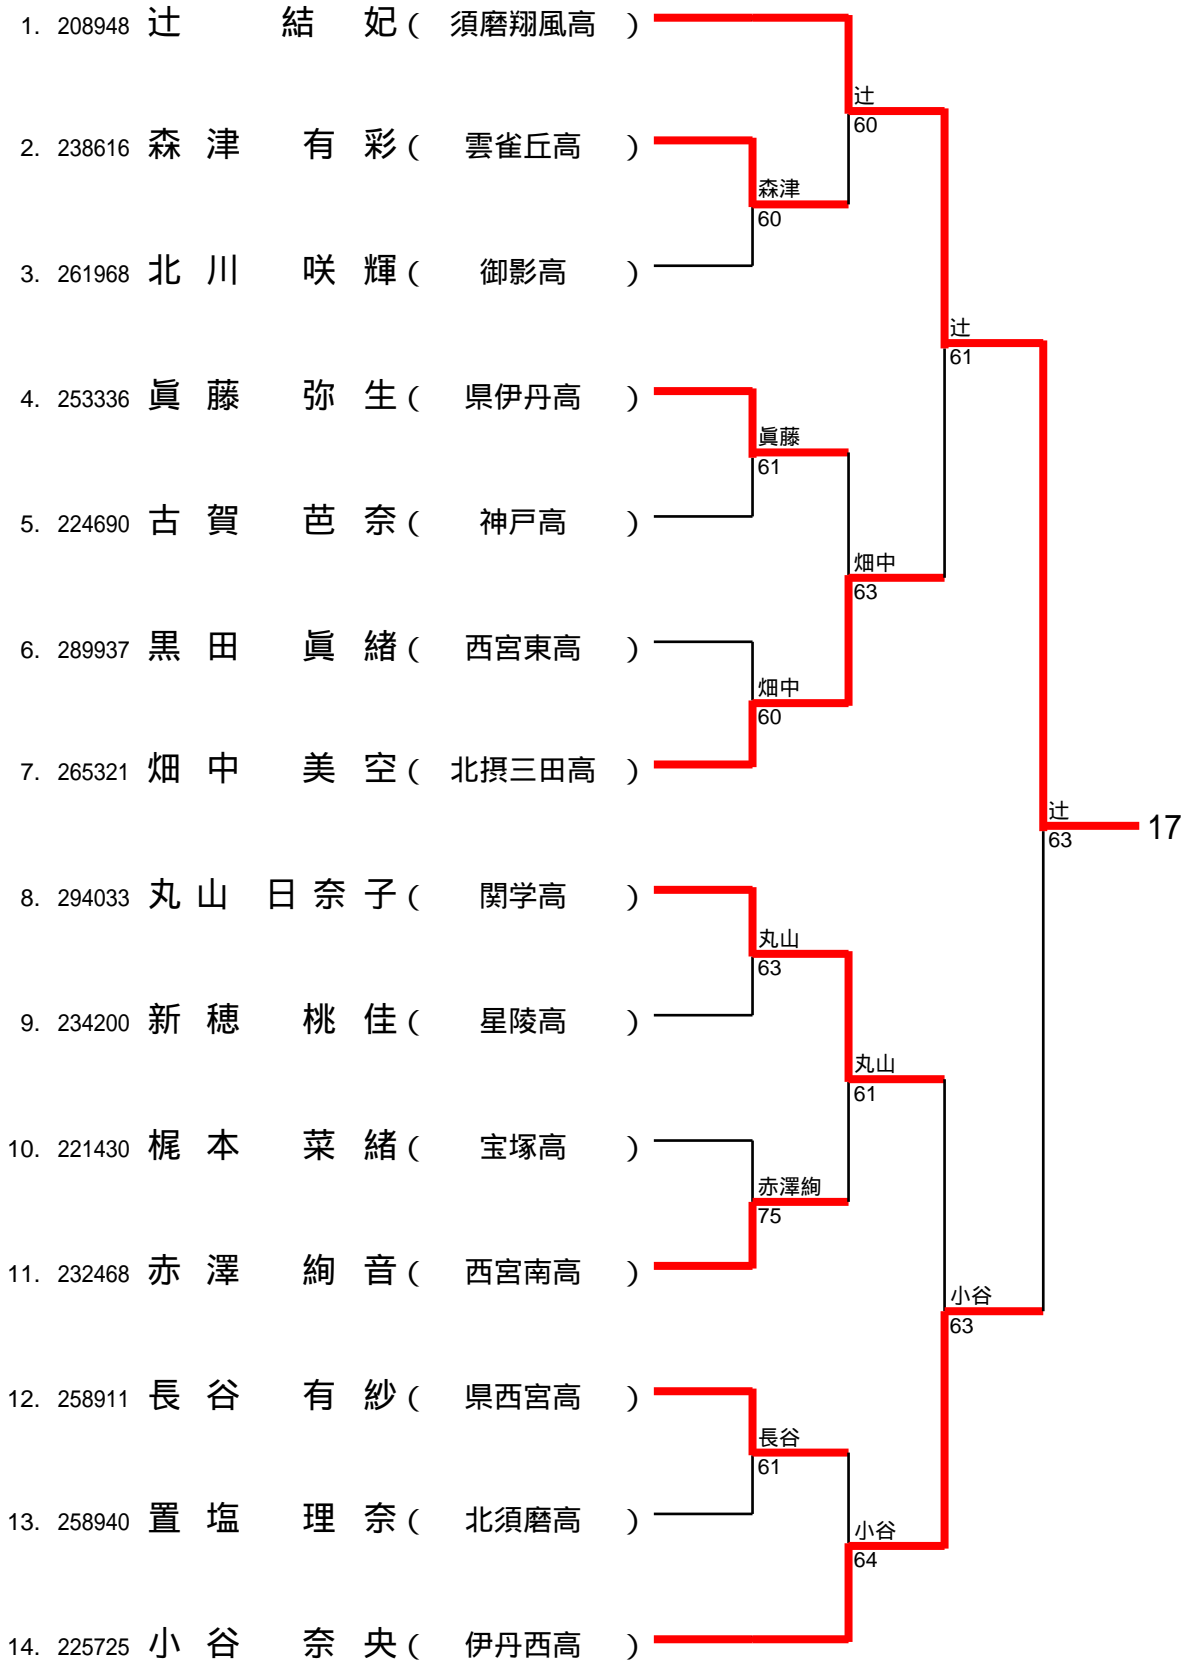 1. 208948 辻 結 妃 ( 須磨翔風高 )
辻
60
2. 238616 森 津 有 彩 ( 雲雀丘高 )
森津
60
3. 261968 北 川 咲 輝 ( 御影高 )
辻
61
4. 253336 眞 藤 弥 生 ( 県伊丹高 )
眞藤
61
5. 224690 古 賀 芭 奈 ( 神戸高 )
畑中
63
6. 289937 黒 田 眞 緒 ( 西宮東高 )
畑中
60
7. 265321 畑 中 美 空 ( 北摂三田高 )
辻
63
17
8. 294033 丸 山 日 奈 子 ( 関学高 )
丸山
63
9. 234200 新 穂 桃 佳 ( 星陵高 )
丸山
61
10. 221430 梶 本 菜 緒 ( 宝塚高 )
赤澤絢
75
11. 232468 赤 澤 絢 音 ( 西宮南高 )
小谷
63
12. 258911 長 谷 有 紗 ( 県西宮高 )
長谷
61
13. 258940 置 塩 理 奈 ( 北須磨高 )
小谷
64
14. 225725 小 谷 奈 央 ( 伊丹西高 )